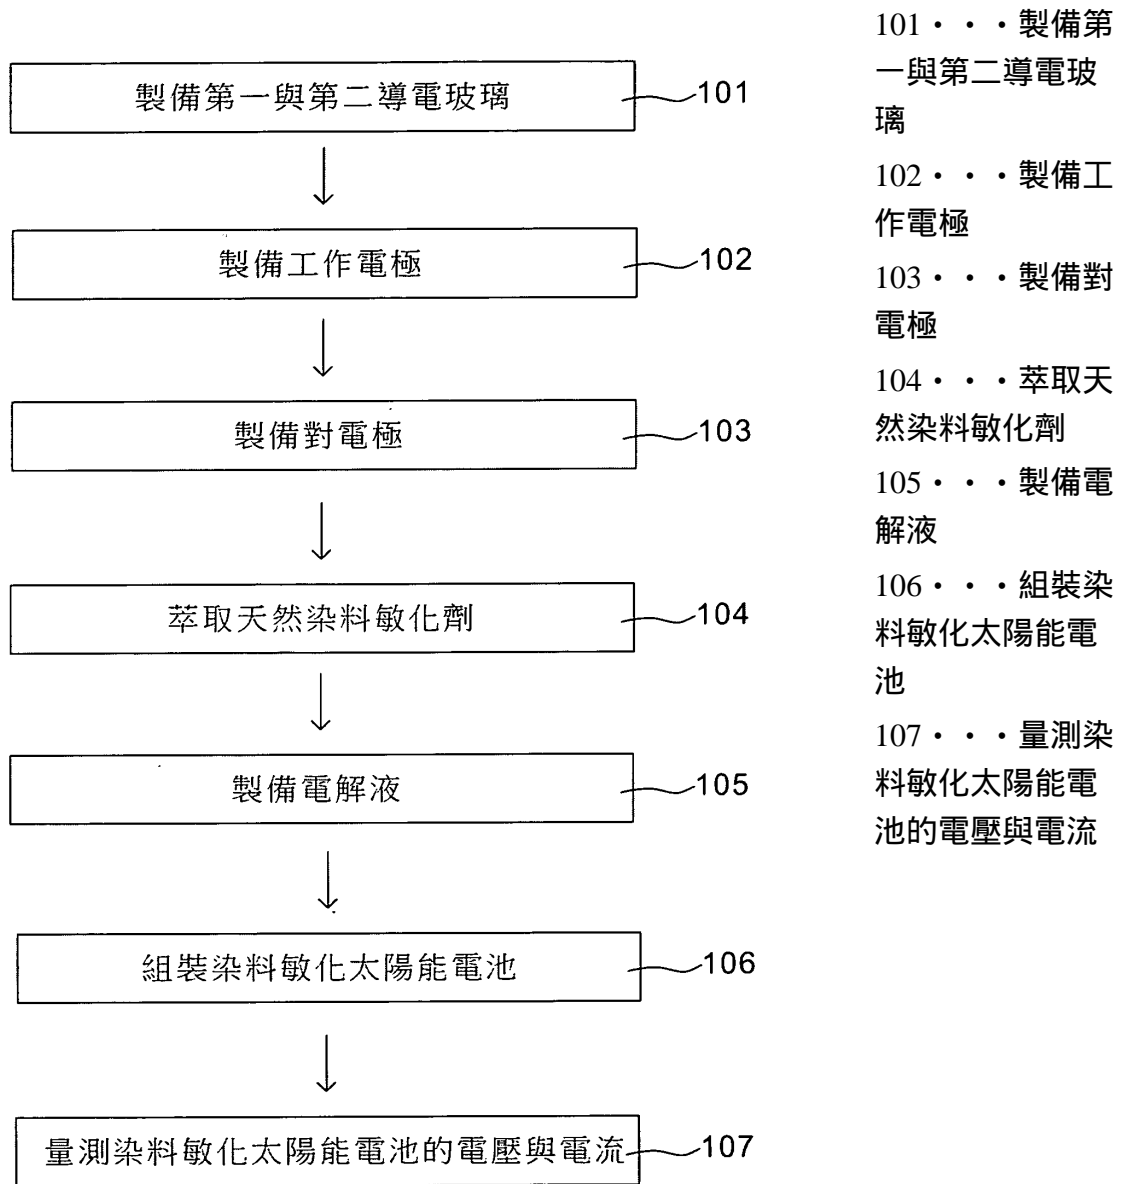 製備第一與第二導電玻璃 101
製備工作電極 102
製備對電極 103
萃取天然染料敏化劑 104
製備電解液 105
組裝染料敏化太陽能電池 106
量測染料敏化太陽能電池的電壓與電流 107
101・・・製備第
一與第二導電玻
璃
102・・・製備工
作電極
103・・・製備對
電極
104・・・萃取天
然染料敏化劑
105・・・製備電
解液
106・・・組裝染
料敏化太陽能電
池
107・・・量測染
料敏化太陽能電
池的電壓與電流